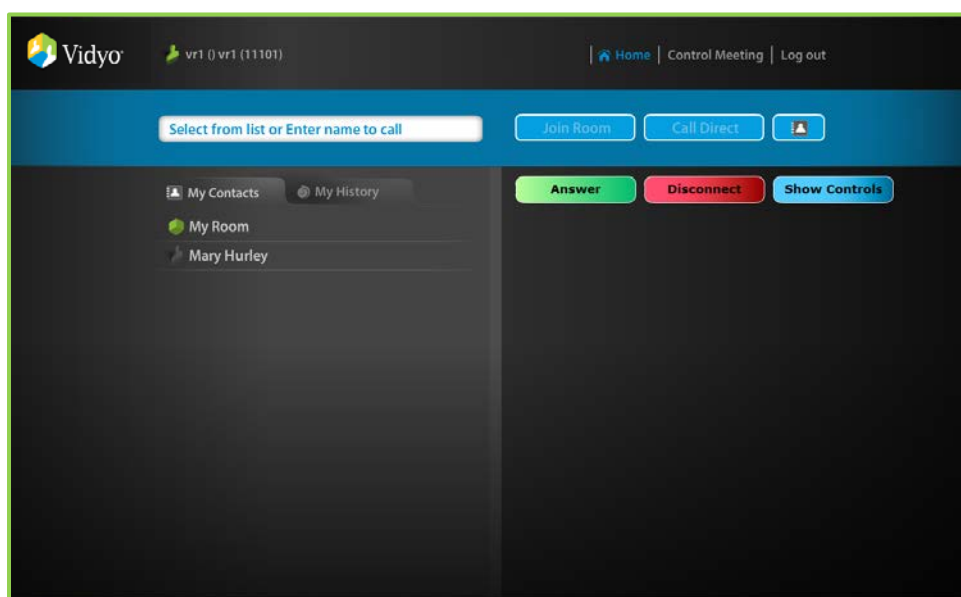 Vidyo
vr1 () vr1 (11101)
Home | Control Meeting | Log out
Select from list or Enter name to call
Join Room
Call Direct
My Contacts
My History
Answer
Disconnect
Show Controls
My Room
Mary Hurley